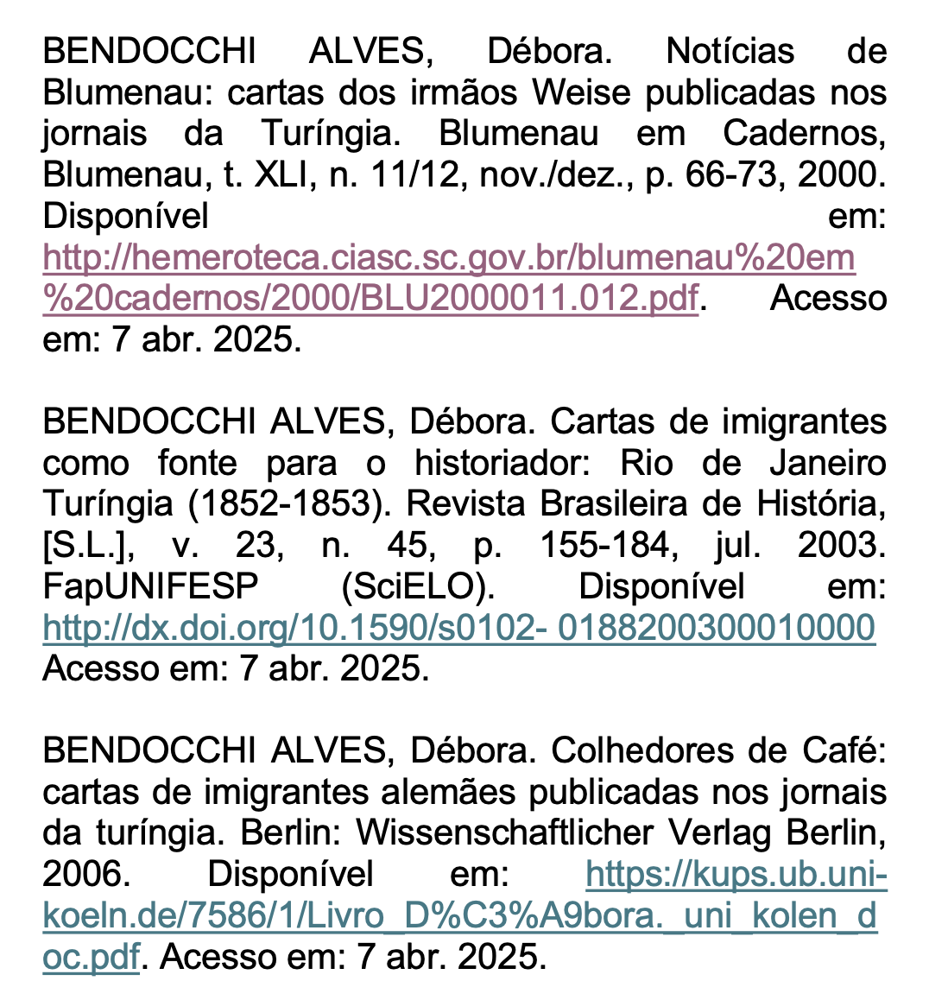 BENDOCCHI ALVES, Débora. Notícias de
Blumenau: cartas dos irmãos Weise publicadas nos
jornais da Turíngia. Blumenau em Cadernos,
Blumenau, t. XLI, n. 11/12, nov./dez., p. 66-73, 2000.
Disponível em:
http://hemeroteca.ciasc.sc.gov.br/blumenau%20em
%20cadernos/2000/BLU2000011.012.pdf. Acesso
em: 7 abr. 2025.

BENDOCCHI ALVES, Débora. Cartas de imigrantes
como fonte para o historiador: Rio de Janeiro
Turíngia (1852-1853). Revista Brasileira de História,
[S.L.], v. 23, n. 45, p. 155-184, jul. 2003.
FapUNIFESP (SciELO). Disponível em:
http://dx.doi.org/10.1590/s0102- 0188200300010000
Acesso em: 7 abr. 2025.

BENDOCCHI ALVES, Débora. Colhedores de Café:
cartas de imigrantes alemães publicadas nos jornais
da turíngia. Berlin: Wissenschaftlicher Verlag Berlin,
2006. Disponível em: https://kups.ub.uni-
koeln.de/7586/1/Livro_D%C3%A9bora._uni_kolen_d
oc.pdf. Acesso em: 7 abr. 2025.